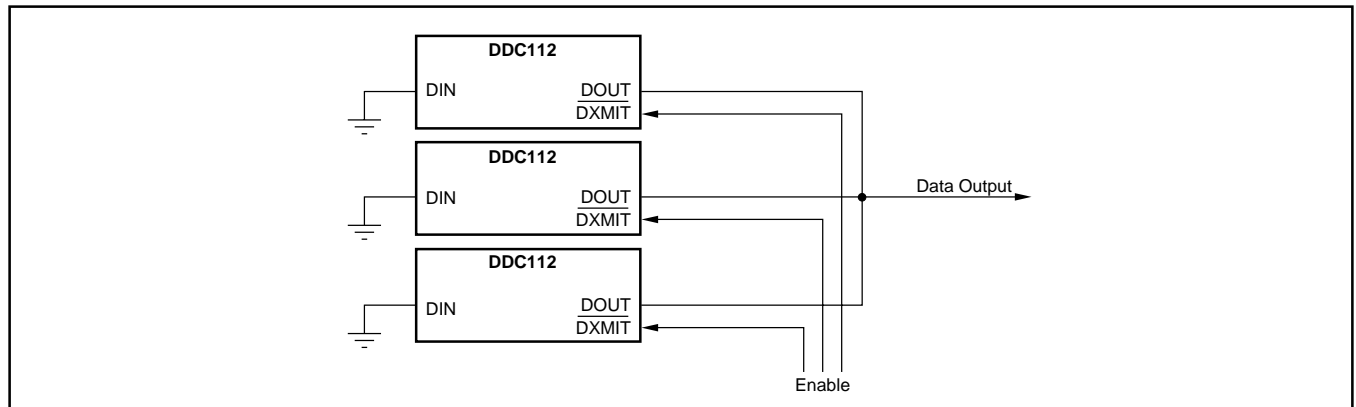 DDC112
DIN
DOUT
DXMIT
DDC112
DIN
DOUT
DXMIT
Data Output
DDC112
DIN
DOUT
DXMIT
Enable